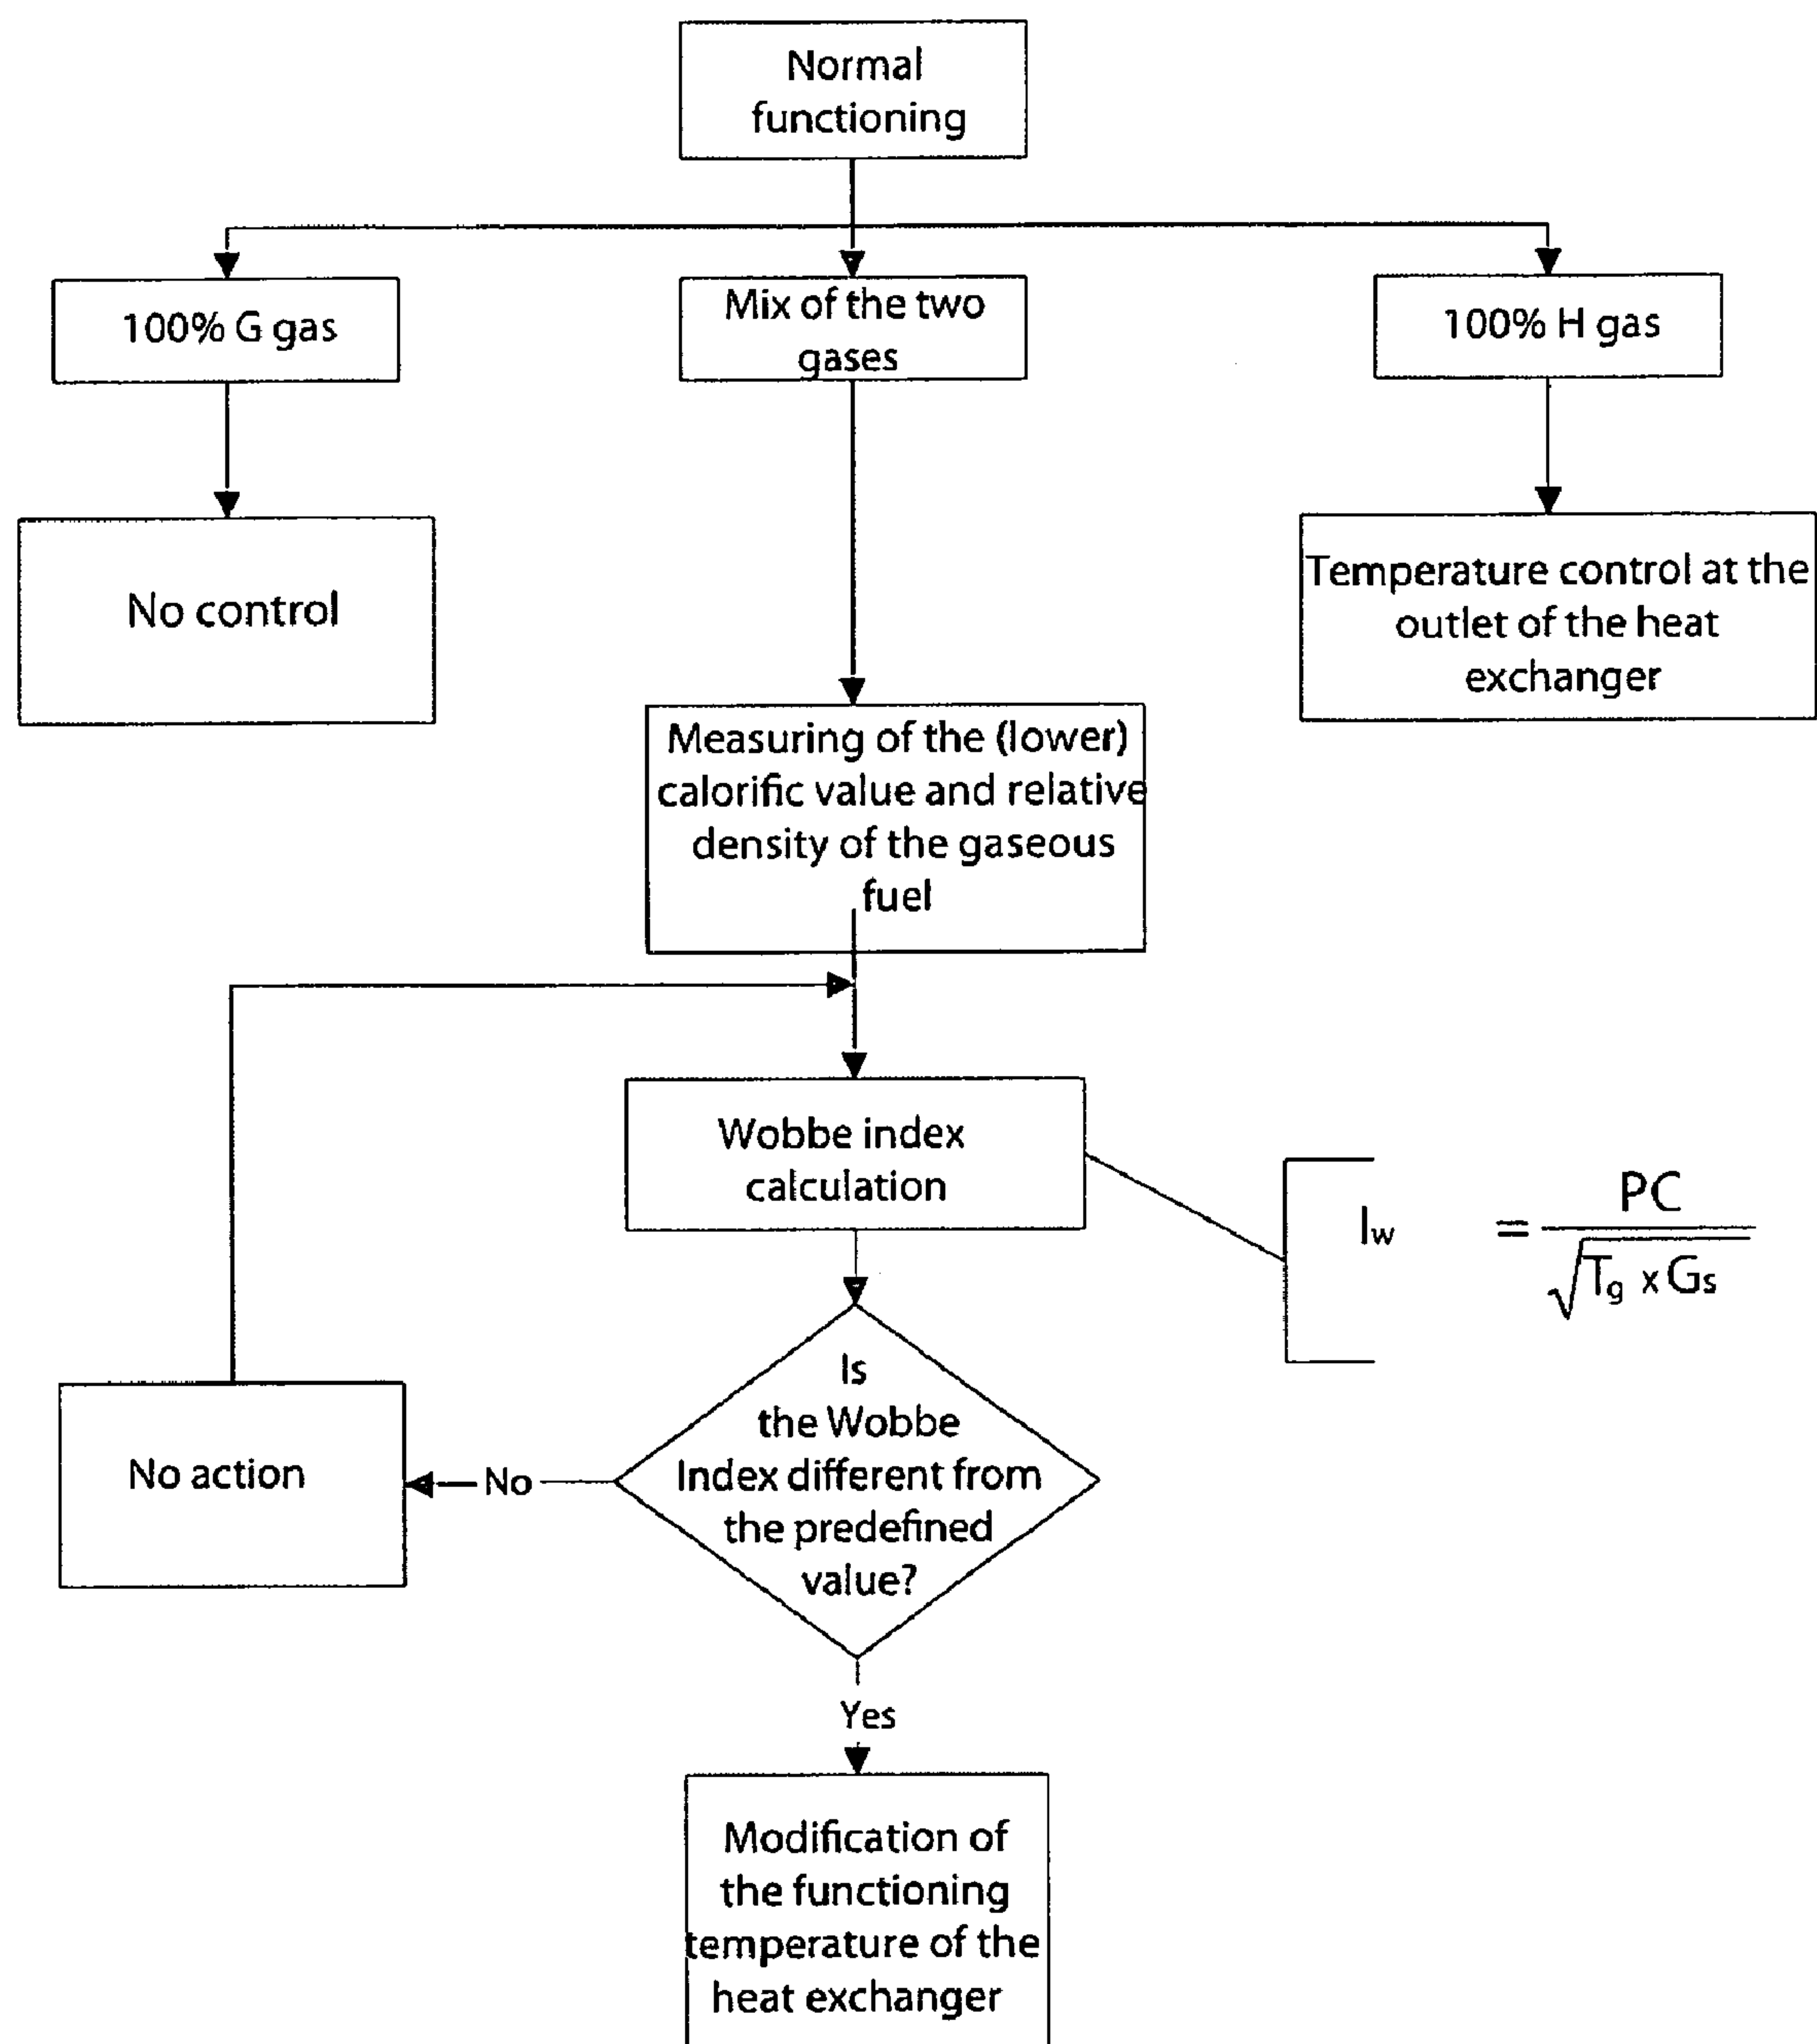 Normal
functioning
100% G gas
Mix of the two
gases
100% H gas
No control
Temperature control at the
outlet of the heat
exchanger
Measuring of the (lower)
calorific value and relative
density of the gaseous
fuel
Wobbe index
calculation
Iw = PC / √(Tg x Gs)
Is
the Wobbe
Index different from
the predefined
value?
No
No action
Yes
Modification of
the functioning
temperature of the
heat exchanger